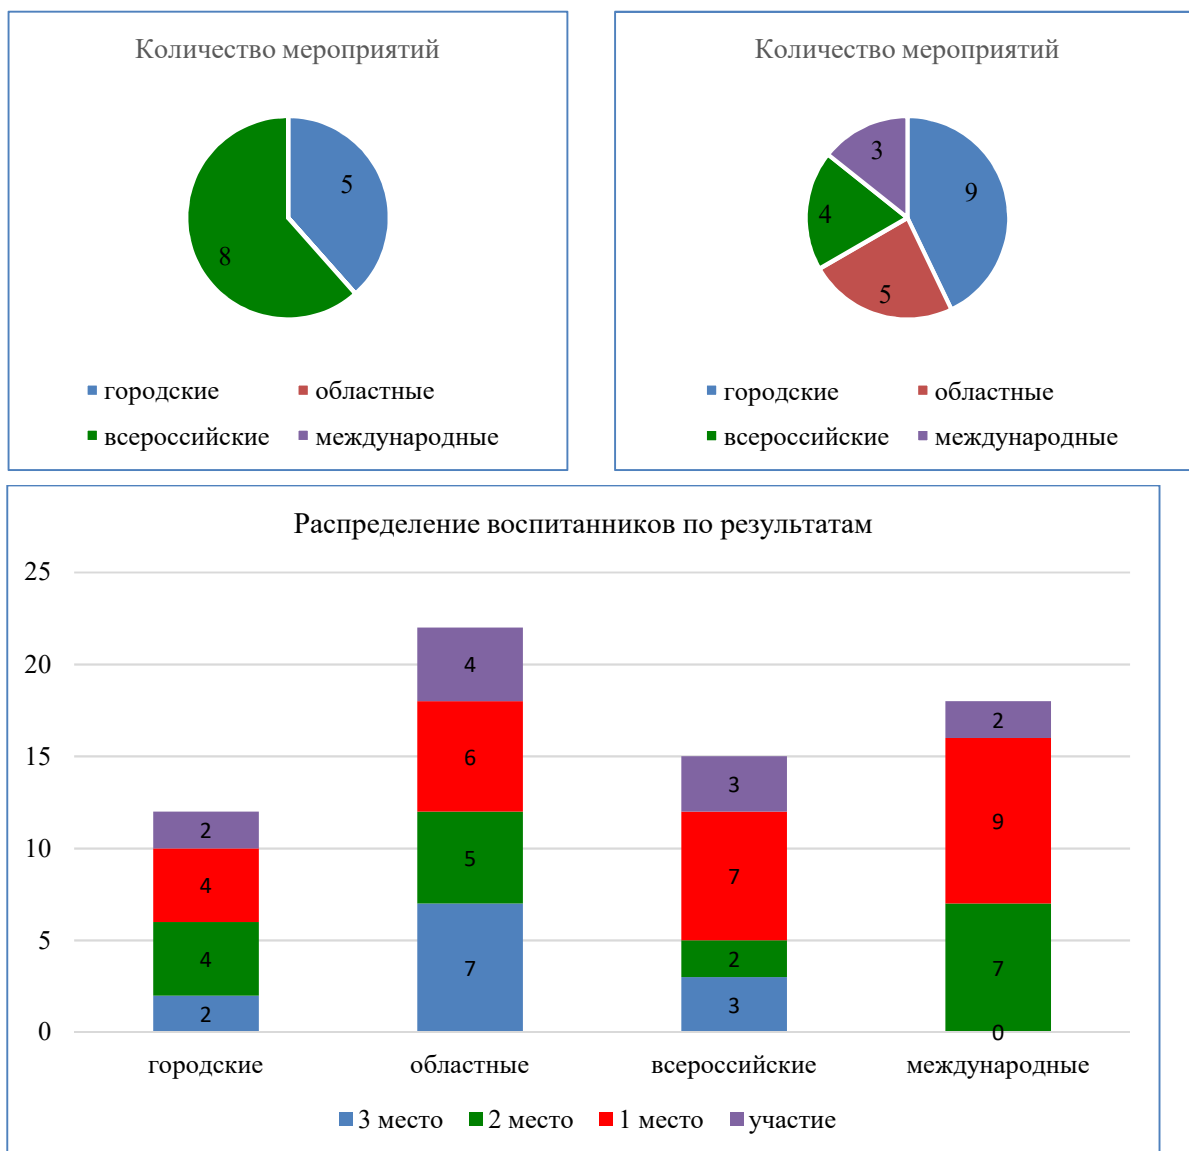 Количество мероприятий
5
8
городские
областные
всероссийские
международные
Количество мероприятий
3
9
4
5
городские
областные
всероссийские
международные
Распределение воспитанников по результатам
25
20
15
10
5
0
2
4
4
2
4
6
5
7
3
7
2
3
2
9
7
0
городские
областные
всероссийские
международные
3 место
2 место
1 место
участие